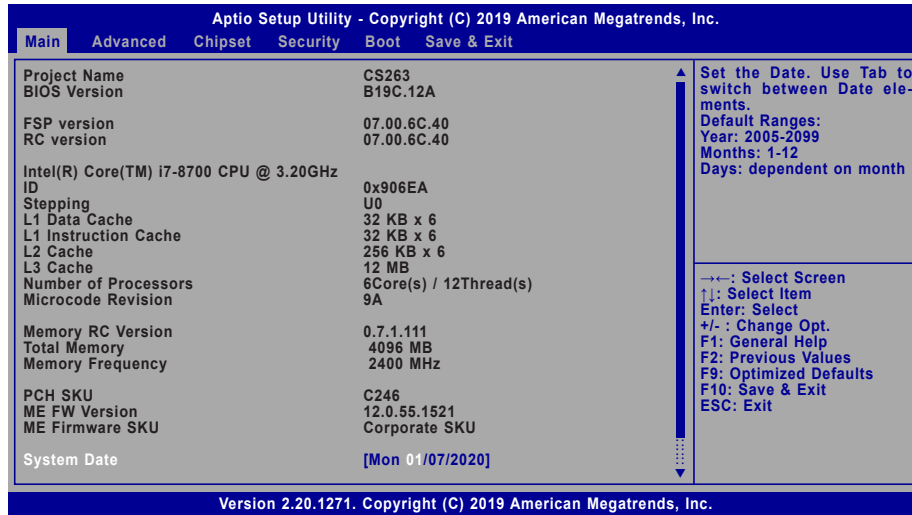 Aptio Setup Utility - Copyright (C) 2019 American Megatrends, Inc.
Main Advanced Chipset Security Boot Save & Exit
Project Name CS263
BIOS Version B19C.12A
FSP version 07.00.6C.40
RC version 07.00.6C.40
Intel(R) Core(TM) i7-8700 CPU @ 3.20GHz
ID 0x906EA
Stepping U0
L1 Data Cache 32 KB x 6
L1 Instruction Cache 32 KB x 6
L2 Cache 256 KB x 6
L3 Cache 12 MB
Number of Processors 6Core(s) / 12Thread(s)
Microcode Revision 9A
Memory RC Version 0.7.1.111
Total Memory 4096 MB
Memory Frequency 2400 MHz
PCH SKU C246
ME FW Version 12.0.55.1521
ME Firmware SKU Corporate SKU
System Date [Mon 01/07/2020]
Set the Date. Use Tab to
switch between Date ele-
ments.
Default Ranges:
Year: 2005-2099
Months: 1-12
Days: dependent on month
→←: Select Screen
↑↓: Select Item
Enter: Select
+/- : Change Opt.
F1: General Help
F2: Previous Values
F9: Optimized Defaults
F10: Save & Exit
ESC: Exit
Version 2.20.1271. Copyright (C) 2019 American Megatrends, Inc.